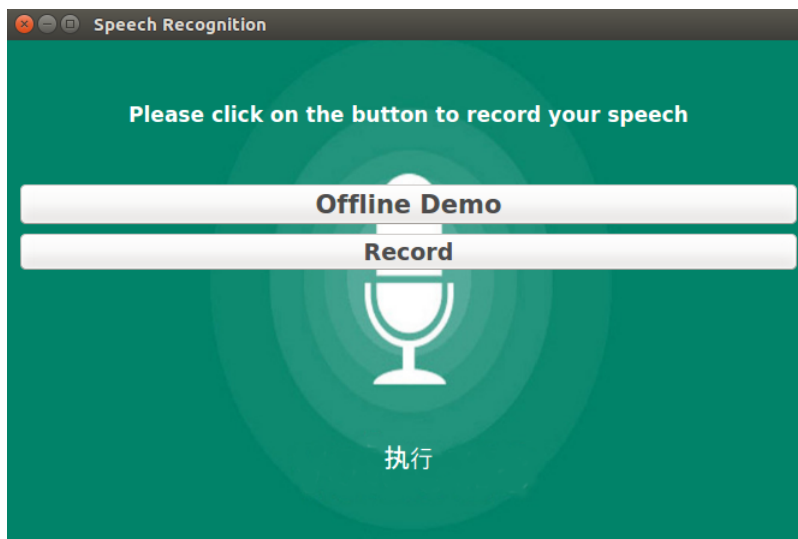 Speech Recognition
Please click on the button to record your speech
Offline Demo
Record
执行